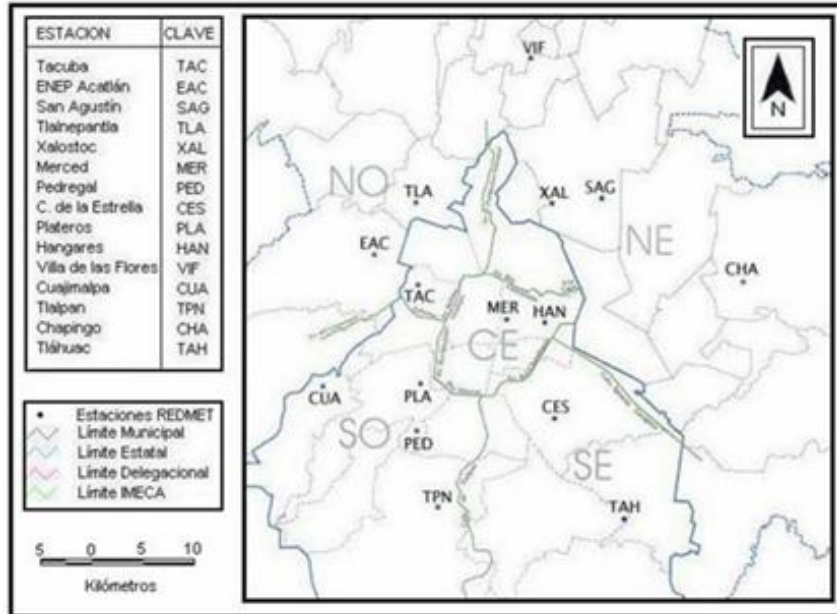 ESTACION CLAVE
Tacuba TAC
ENEP Acatlán EAC
San Agustín SAG
Tlalnepantla TLA
Xalostoc XAL
Merced MER
Pedregal PED
C. de la Estrella CES
Plateros PLA
Hangares HAN
Villa de las Flores VIF
Cuajimalpa CUA
Tlalpan TPN
Chapingo CHA
Tláhuac TAH
Estaciones REDMET
Límite Municipal
Límite Estatal
Límite Delegacional
Límite IMECA
5 0 5 10
Kilómetros
VIF
N
NO
TLA
XAL
SAG
NE
EAC
CHA
TAC
MER
HAN
CE
CUA
PLA
CES
SO
PED
SE
TPN
TAH